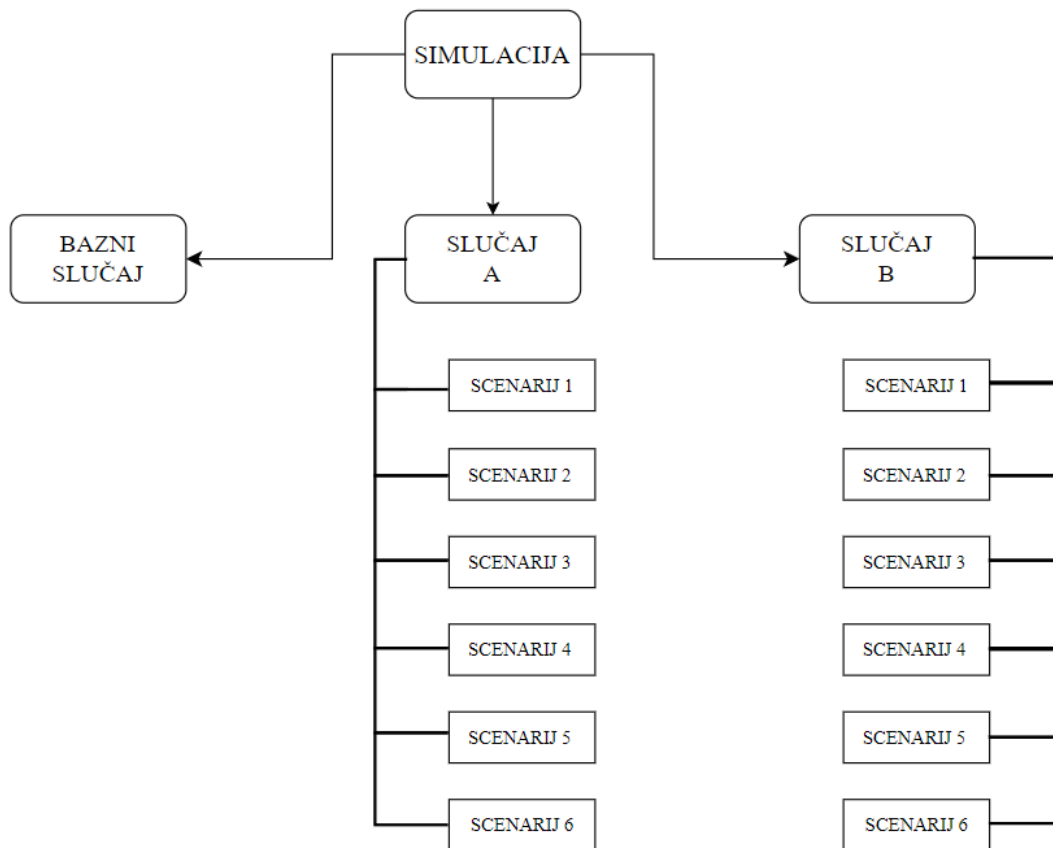 SIMULACIJA
BAZNI
SLUČAJ
SLUČAJ
A
SLUČAJ
B
SCENARIJ 1
SCENARIJ 2
SCENARIJ 3
SCENARIJ 4
SCENARIJ 5
SCENARIJ 6
SCENARIJ 1
SCENARIJ 2
SCENARIJ 3
SCENARIJ 4
SCENARIJ 5
SCENARIJ 6